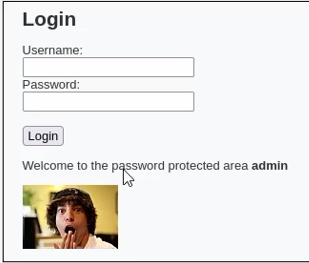 Login
Username:
Password:
Login
Welcome to the password protected area admin